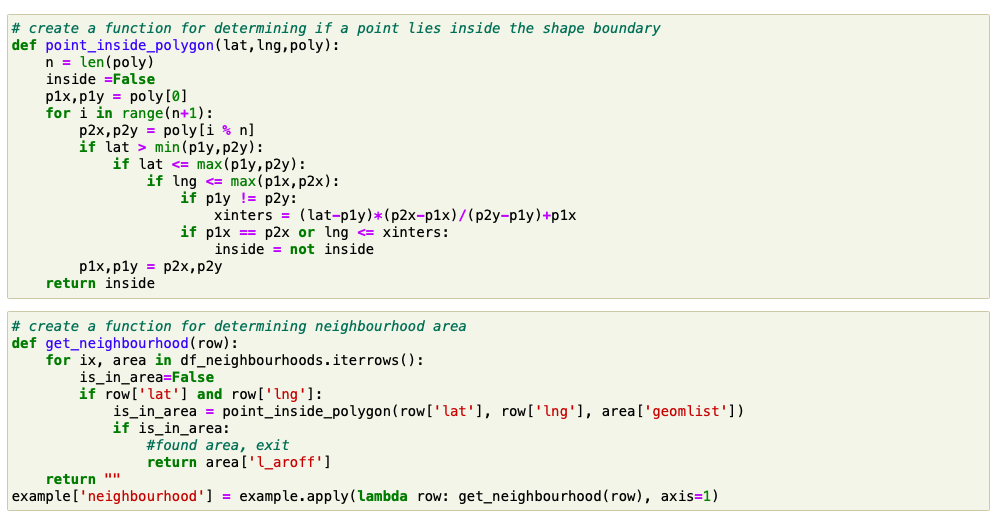 # create a function for determining if a point lies inside the shape boundary
def point_inside_polygon(lat,lng,poly):
    n = len(poly)
    inside =False
    p1x,p1y = poly[0]
    for i in range(n+1):
        p2x,p2y = poly[i % n]
        if lat > min(p1y,p2y):
            if lat <= max(p1y,p2y):
                if lng <= max(p1x,p2x):
                    if p1y != p2y:
                        xinters = (lat-p1y)*(p2x-p1x)/(p2y-p1y)+p1x
                    if p1x == p2x or lng <= xinters:
                        inside = not inside
        p1x,p1y = p2x,p2y
    return inside
# create a function for determining neighbourhood area
def get_neighbourhood(row):
    for ix, area in df_neighbourhoods.iterrows():
        is_in_area=False
        if row['lat'] and row['lng']:
            is_in_area = point_inside_polygon(row['lat'], row['lng'], area['geomlist'])
            if is_in_area:
                #found area, exit
                return area['l_aroff']
    return ""
example['neighbourhood'] = example.apply(lambda row: get_neighbourhood(row), axis=1)